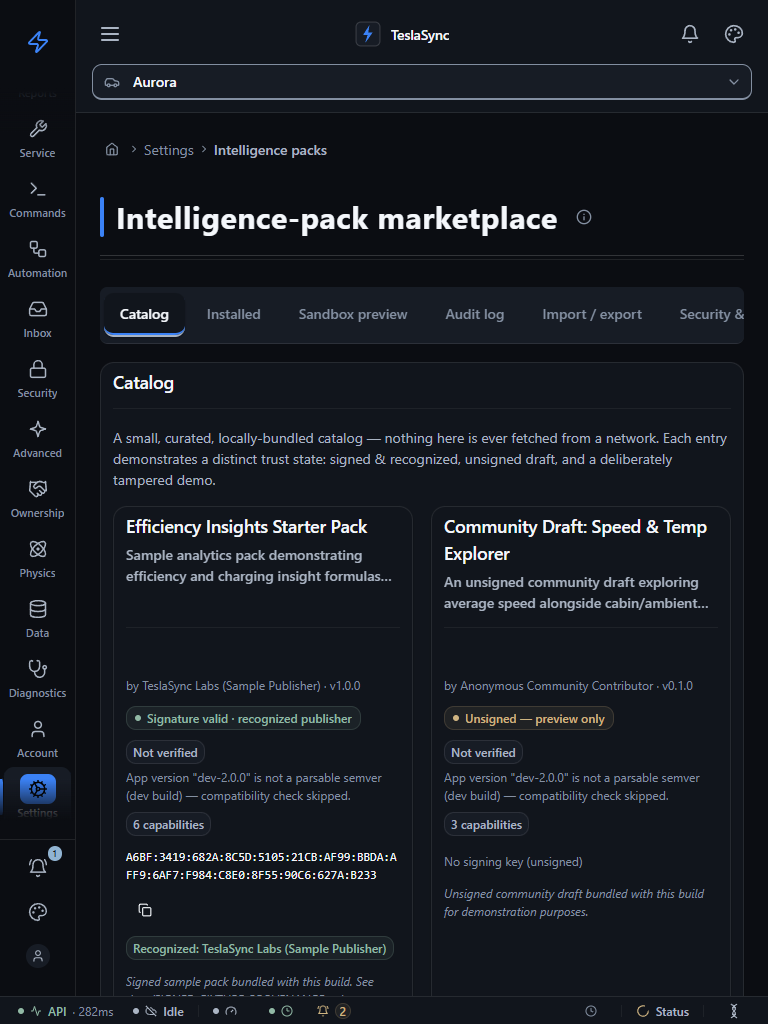 TeslaSync
Aurora
Reports
Service
Commands
Automation
Inbox
Security
Advanced
Ownership
Physics
Data
Diagnostics
Account
Settings
1
Settings
Intelligence packs
Intelligence-pack marketplace
Catalog
Installed
Sandbox preview
Audit log
Import / export
Security &
Catalog
A small, curated, locally-bundled catalog — nothing here is ever fetched from a network. Each entry
demonstrates a distinct trust state: signed & recognized, unsigned draft, and a deliberately
tampered demo.
Efficiency Insights Starter Pack
Sample analytics pack demonstrating
efficiency and charging insight formulas...
by TeslaSync Labs (Sample Publisher) · v1.0.0
Signature valid · recognized publisher
Not verified
App version "dev-2.0.0" is not a parsable semver
(dev build) — compatibility check skipped.
6 capabilities
A6BF:3419:682A:8C5D:5105:21CB:AF99:BBDA:A
FF9:6AF7:F984:C8E0:8F55:90C6:627A:B233
Recognized: TeslaSync Labs (Sample Publisher)
Signed sample pack bundled with this build. See
Community Draft: Speed & Temp
Explorer
An unsigned community draft exploring
average speed alongside cabin/ambient...
by Anonymous Community Contributor · v0.1.0
Unsigned — preview only
Not verified
App version "dev-2.0.0" is not a parsable semver
(dev build) — compatibility check skipped.
3 capabilities
No signing key (unsigned)
Unsigned community draft bundled with this build
for demonstration purposes.
API · 282ms
Idle
2
Status